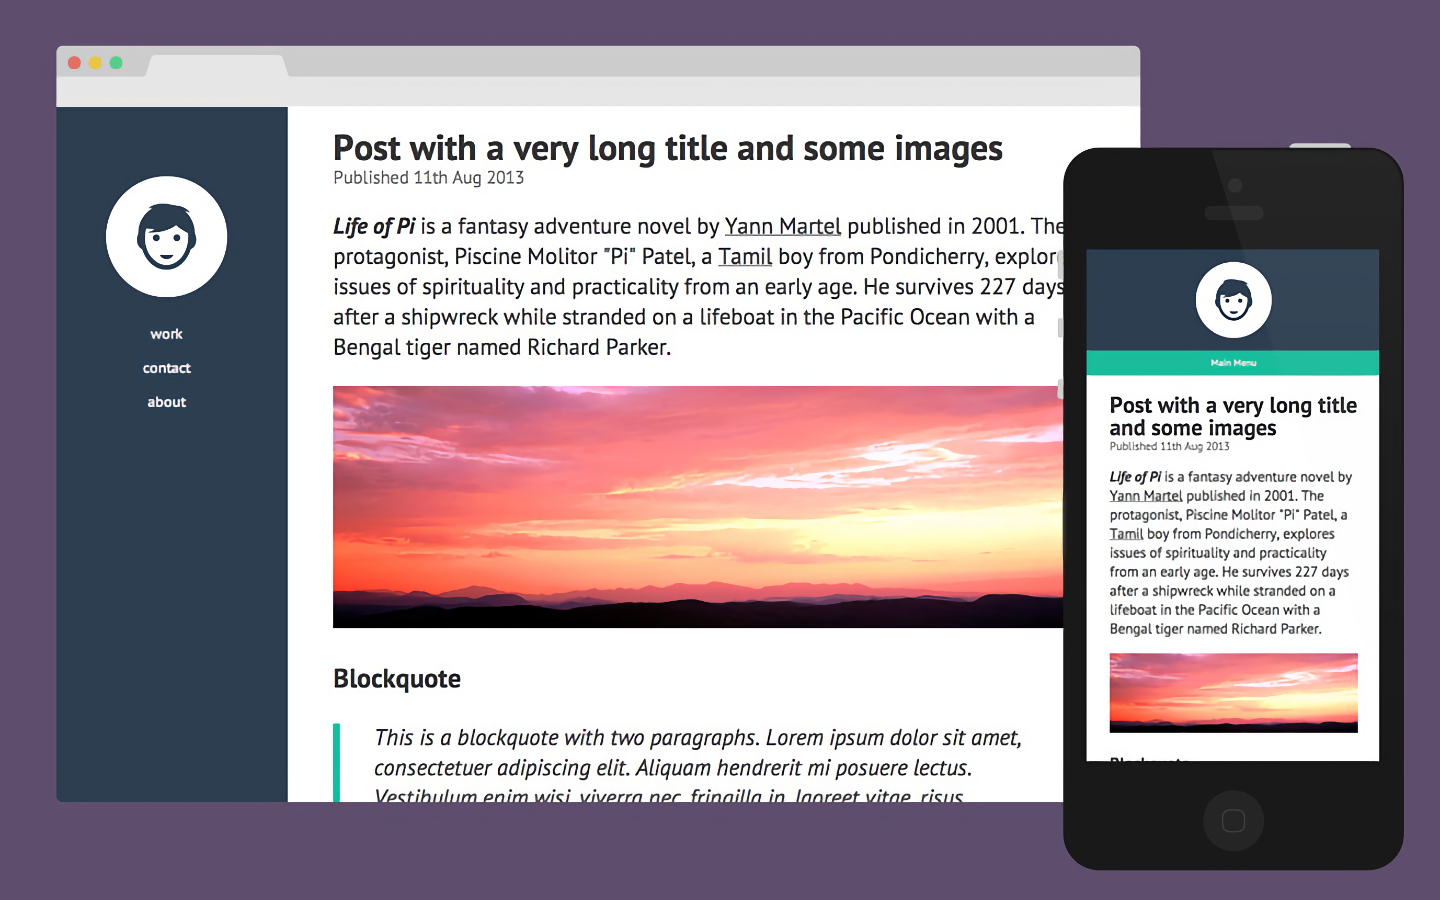 work
contact
about
Post with a very long title and some images
Published 11th Aug 2013
Life of Pi is a fantasy adventure novel by Yann Martel published in 2001. The
protagonist, Piscine Molitor "Pi" Patel, a Tamil boy from Pondicherry, explor
issues of spirituality and practicality from an early age. He survives 227 days
after a shipwreck while stranded on a lifeboat in the Pacific Ocean with a
Bengal tiger named Richard Parker.
Blockquote
This is a blockquote with two paragraphs. Lorem ipsum dolor sit amet,
consectetuer adipiscing elit. Aliquam hendrerit mi posuere lectus.
Vestibulum enim wisi, viverra nec, fringilla in, laoreet vitae, risus.
Main Menu
Post with a very long title
and some images
Published 11th Aug 2013
Life of Pi is a fantasy adventure novel by
Yann Martel published in 2001. The
protagonist, Piscine Molitor "Pi" Patel, a
Tamil boy from Pondicherry, explores
issues of spirituality and practicality
from an early age. He survives 227 days
after a shipwreck while stranded on a
lifeboat in the Pacific Ocean with a
Bengal tiger named Richard Parker.
Blockquote